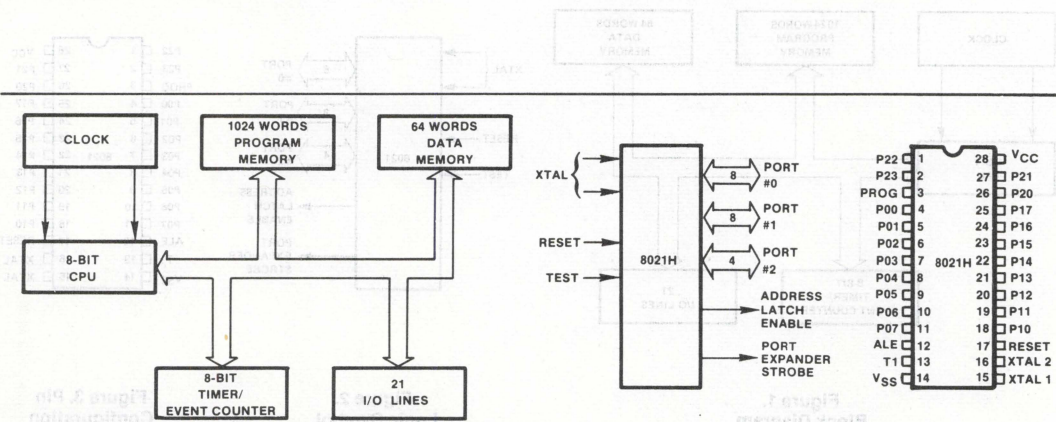 CLOCK
1024 WORDS
PROGRAM
MEMORY
64 WORDS
DATA
MEMORY
8-BIT
CPU
8-BIT
TIMER/
EVENT COUNTER
21
I/O LINES
XTAL
RESET
TEST
8021H
8
PORT
#0
8
PORT
#1
4
PORT
#2
ADDRESS
LATCH
ENABLE
PORT
EXPANDER
STROBE
8021H
P22 1
P23 2
PROG 3
P00 4
P01 5
P02 6
P03 7
P04 8
P05 9
P06 10
P07 11
ALE 12
T1 13
VSS 14
28 VCC
27 P21
26 P20
25 P17
24 P16
23 P15
22 P14
21 P13
20 P12
19 P11
18 P10
17 RESET
16 XTAL 2
15 XTAL 1